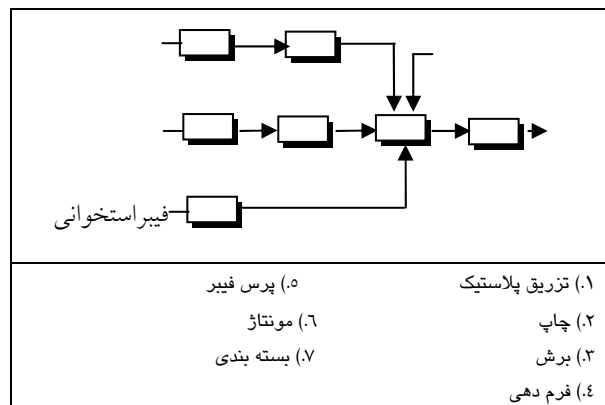 فیبراستخوانی
۱.) تزریق پلاستیک
۲.) چاپ
۳.) برش
۴.) فرم دهی
۵.) پرس فیبر
۶.) مونتاژ
۷.) بسته بندی